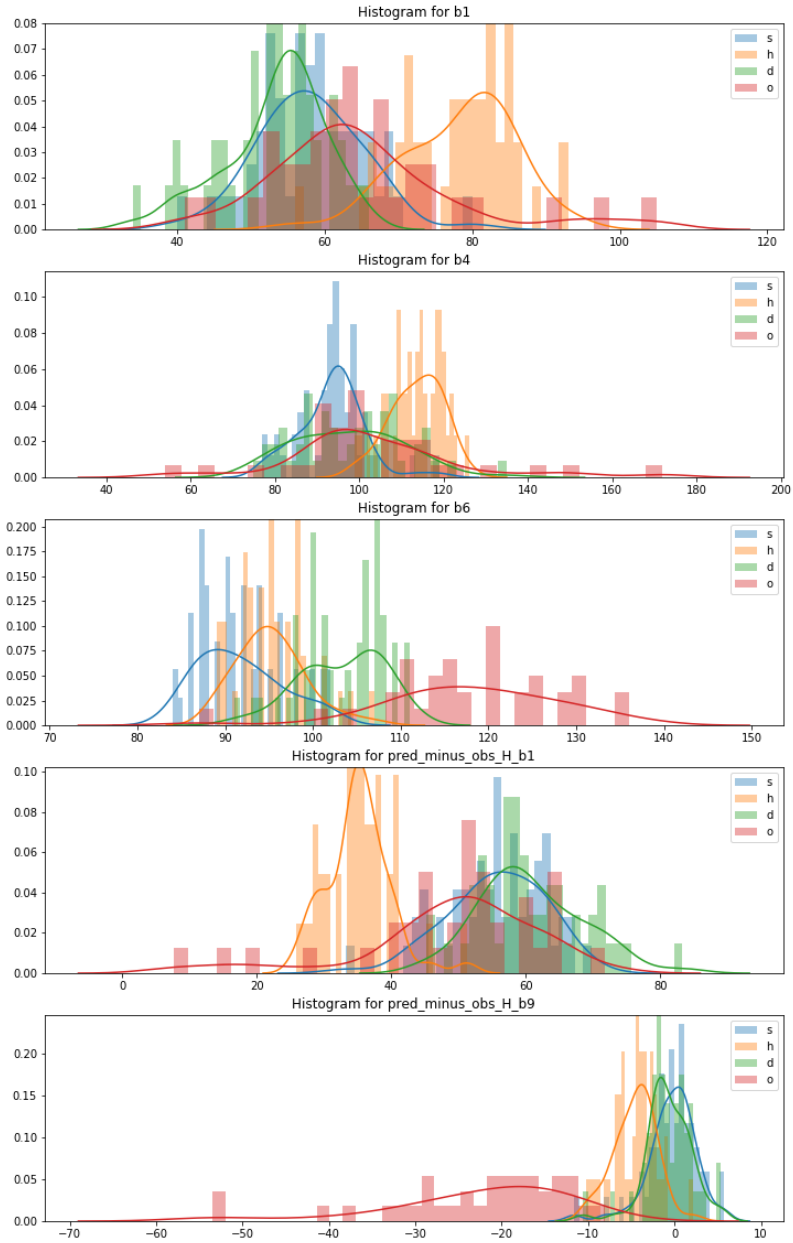 Histogram for b1
0.08
0.07
0.06
0.05
0.04
0.03
0.02
0.01
0.00
s
h
d
o
40 60 80 100 120
Histogram for b4
0.10
0.08
0.06
0.04
0.02
0.00
s
h
d
o
40 60 80 100 120 140 160 180 200
Histogram for b6
0.200
0.175
0.150
0.125
0.100
0.075
0.050
0.025
0.000
s
h
d
o
70 80 90 100 110 120 130 140 150
Histogram for pred_minus_obs_H_b1
0.10
0.08
0.06
0.04
0.02
0.00
s
h
d
o
0 20 40 60 80
Histogram for pred_minus_obs_H_b9
0.20
0.15
0.10
0.05
0.00
s
h
d
o
−70 −60 −50 −40 −30 −20 −10 0 10